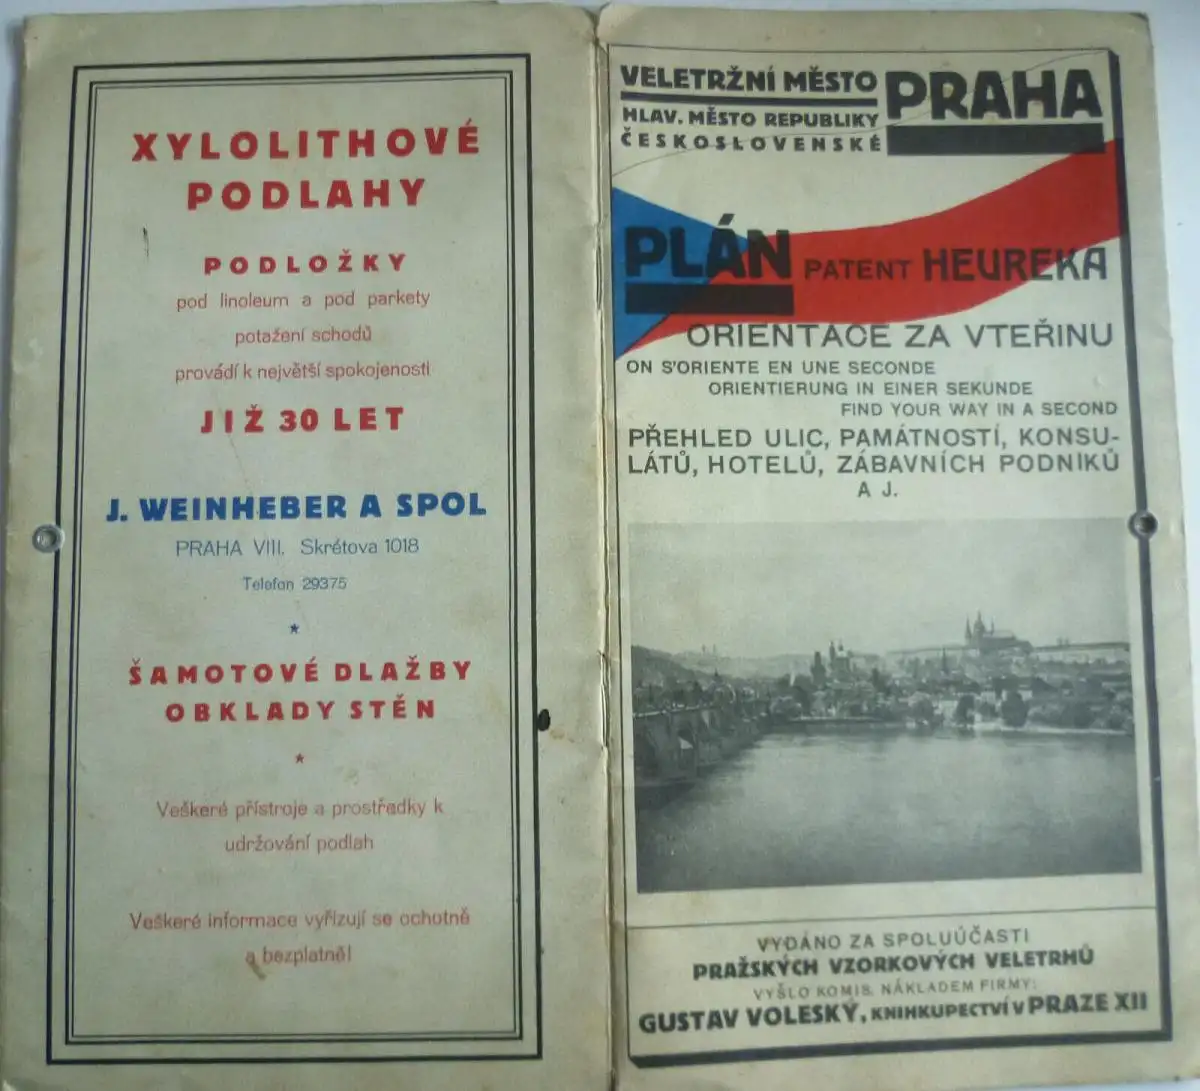 XYLOLITHOVÉ
PODLAHY
PODLOŽKY
pod linoleum a pod parkety
potažení schodů
provádí k největší spokojenosti
JIŽ 30 LET
J. WEINHEBER A SPOL
PRAHA VIII. Skrétova 1018
Telefon 29375
ŠAMOTOVÉ DLAŽBY
OBKLADY STĚN
Veškeré přístroje a prostředky k
udržování podlah
Veškeré informace vyřizují se ochotně
a bezplatně!
VELETRŽNÍ MĚSTO PRAHA
HLAV. MĚSTO REPUBLIKY
ČESKOSLOVENSKÉ
PLÁN PATENT HEUREKA
ORIENTACE ZA VTEŘINU
ON S'ORIENTE EN UNE SECONDE
ORIENTIERUNG IN EINER SEKUNDE
FIND YOUR WAY IN A SECOND
PŘEHLED ULIC, PAMÁTNOSTÍ, KONSU-
LÁTŮ, HOTELŮ, ZÁBAVNÍCH PODNIKŮ
A J.
VYDÁNO ZA SPOLUÚČASTI
PRAŽSKÝCH VZORKOVÝCH VELETRHŮ
VYŠLO KOMIS. NÁKLADEM FIRMY:
GUSTAV VOLESKÝ, KNIHKUPECTVÍ V PRAZE XII